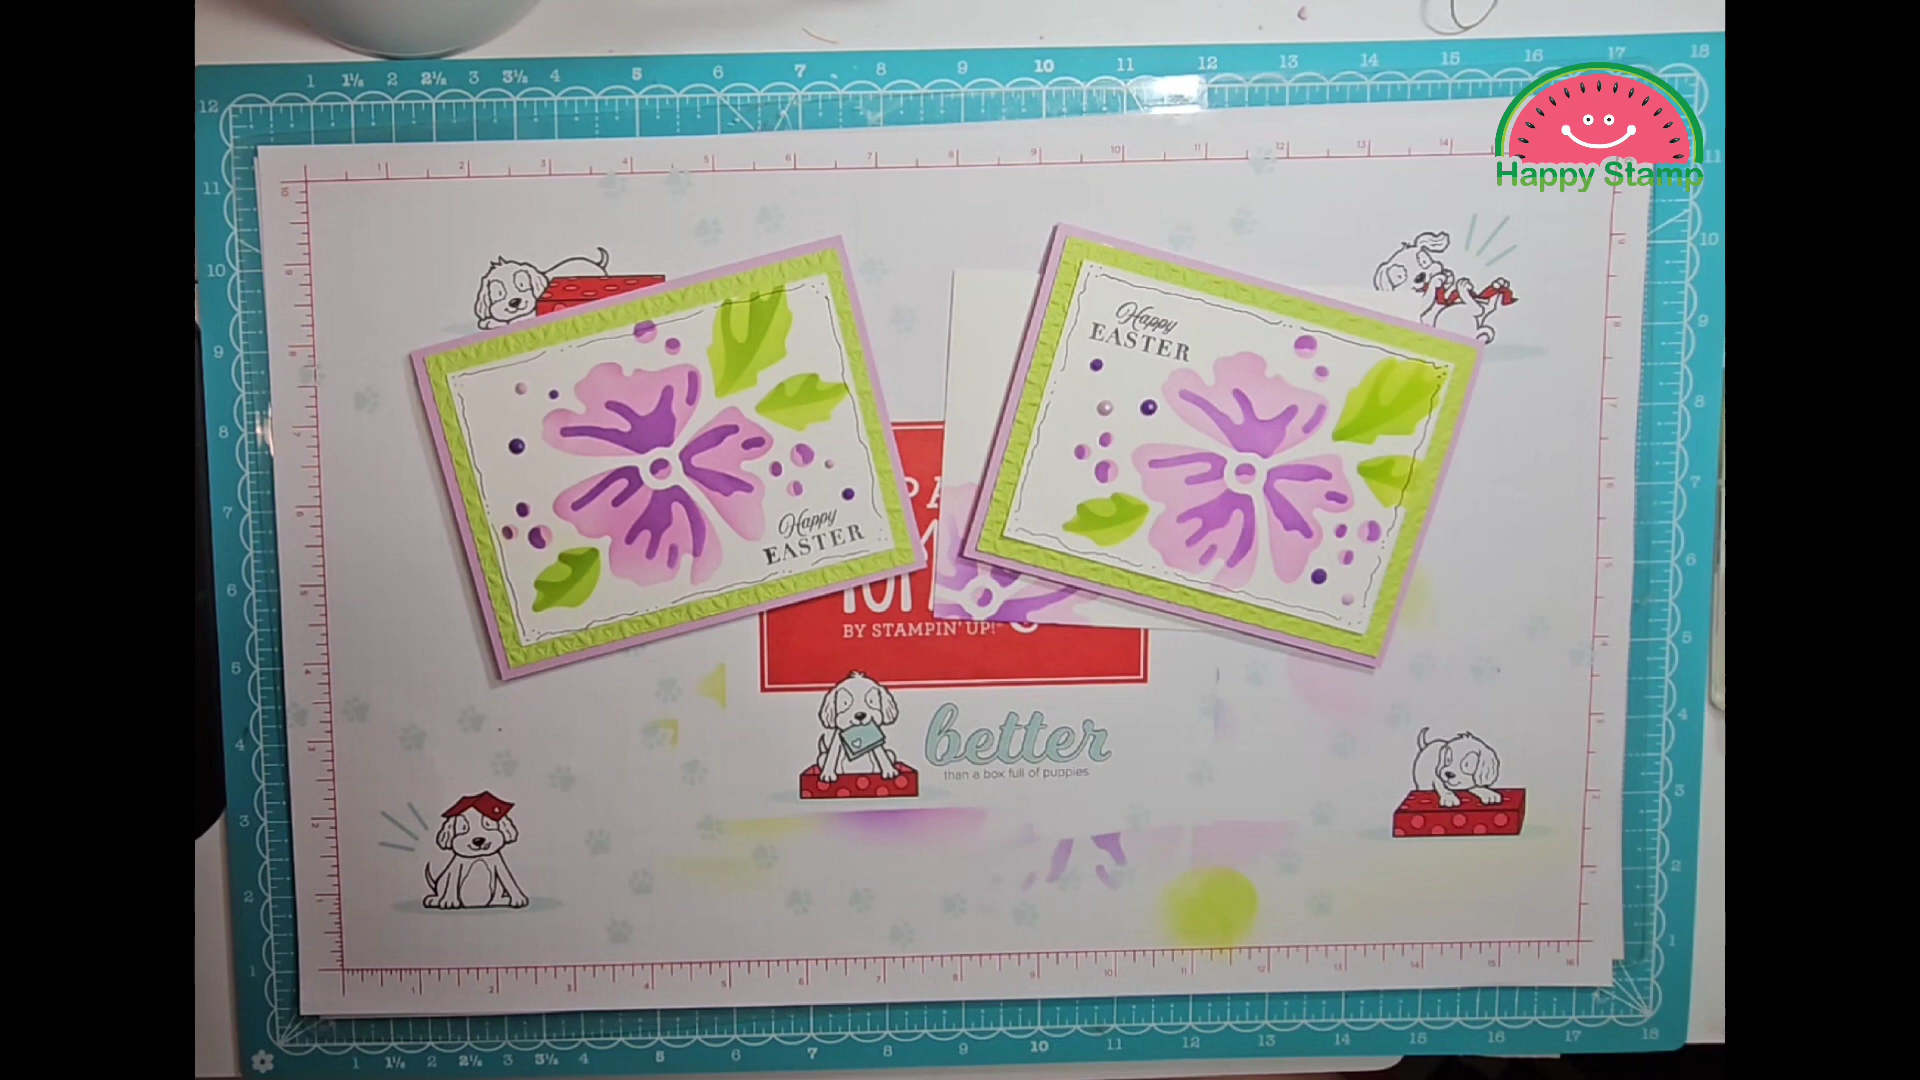 Happy Stamp
Happy
EASTER
Happy
EASTER
BY STAMPIN' UP!
better
than a box full of puppies